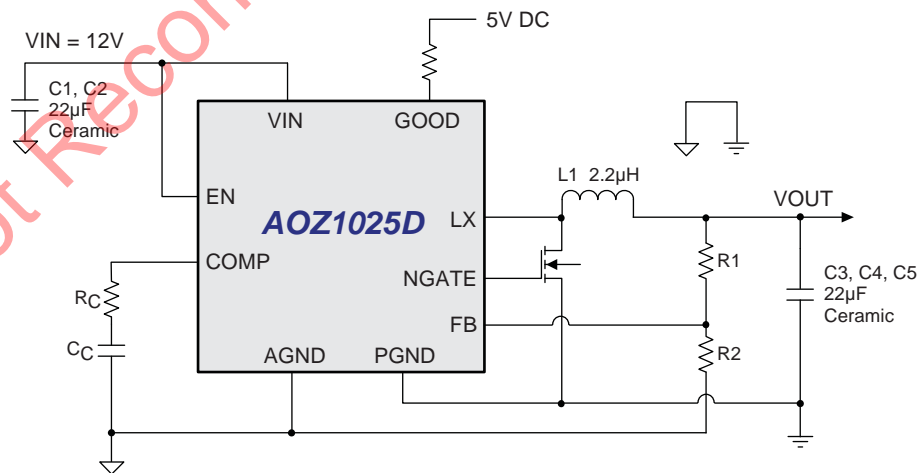 5V DC
VIN = 12V
C1, C2
22µF
Ceramic
VIN
GOOD
EN
AOZ1025D
LX
L1 2.2µH
VOUT
COMP
NGATE
R1
C3, C4, C5
22µF
Ceramic
RC
FB
CC
AGND
PGND
R2